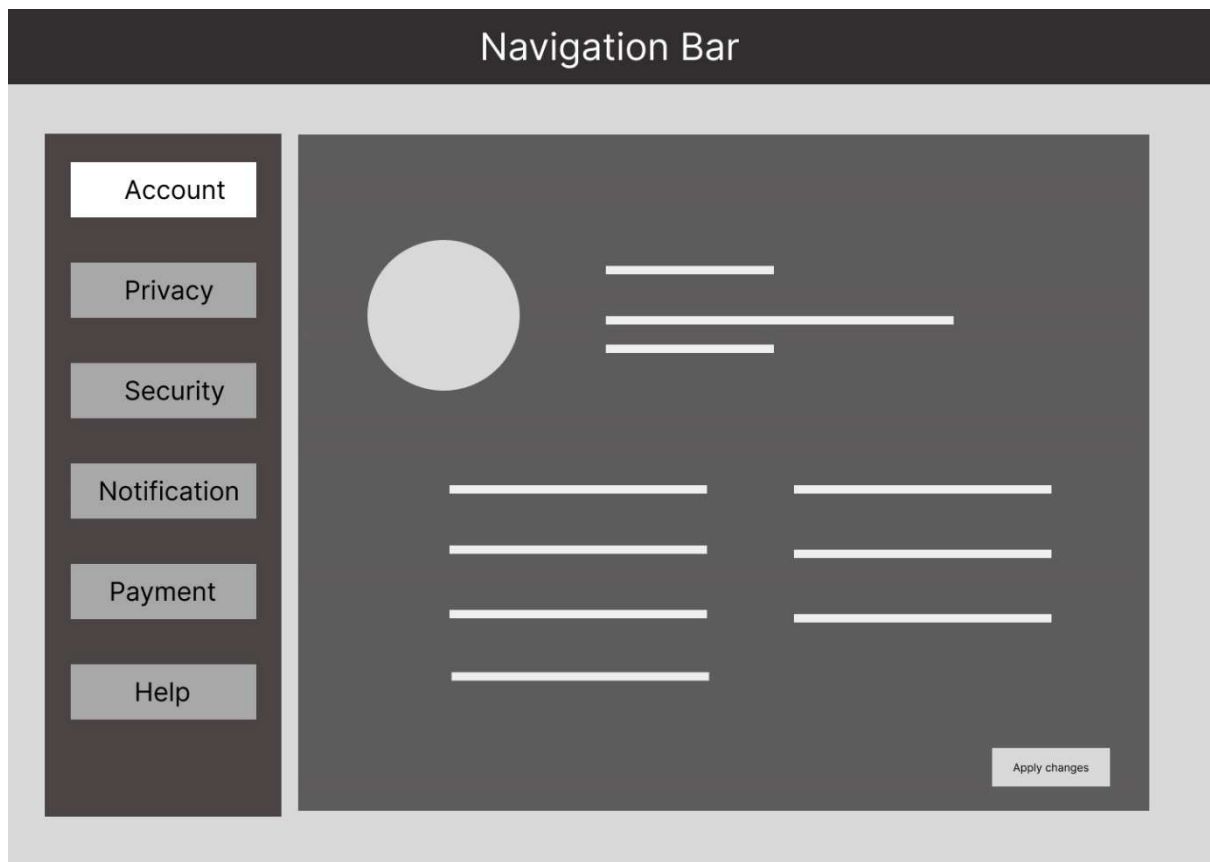 Navigation Bar
Account
Privacy
Security
Notification
Payment
Help
Apply changes